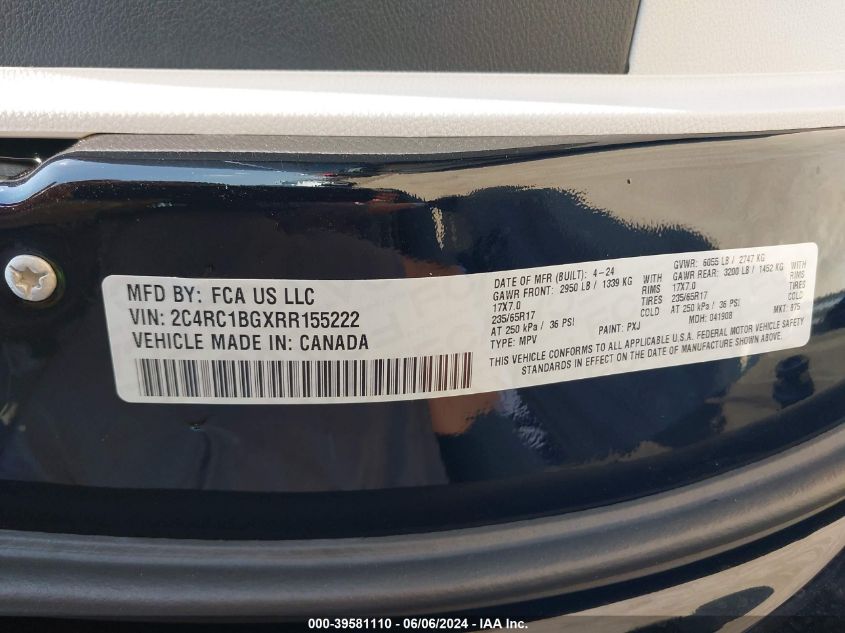 MFD BY: FCA US LLC
VIN: 2C4RC1BGXRR155222
VEHICLE MADE IN: CANADA
DATE OF MFR (BUILT): 4-24
GAWR FRONT: 2950 LB / 1339 KG WITH
17X7.0 RIMS
235/65R17 TIRES
AT 250 kPa / 36 PSI
TYPE: MPV
PAINT: PXJ
GVWR: 6055 LB / 2747 KG
GAWR REAR: 3200 LB / 1452 KG WITH
17X7.0 RIMS
235/65R17 TIRES
AT 250 kPa / 36 PSI
MDH: 041908
MKT: 875
THIS VEHICLE CONFORMS TO ALL APPLICABLE U.S.A. FEDERAL MOTOR VEHICLE SAFETY
STANDARDS IN EFFECT ON THE DATE OF MANUFACTURE SHOWN ABOVE.
000-39581110 - 06/06/2024 - IAA Inc.